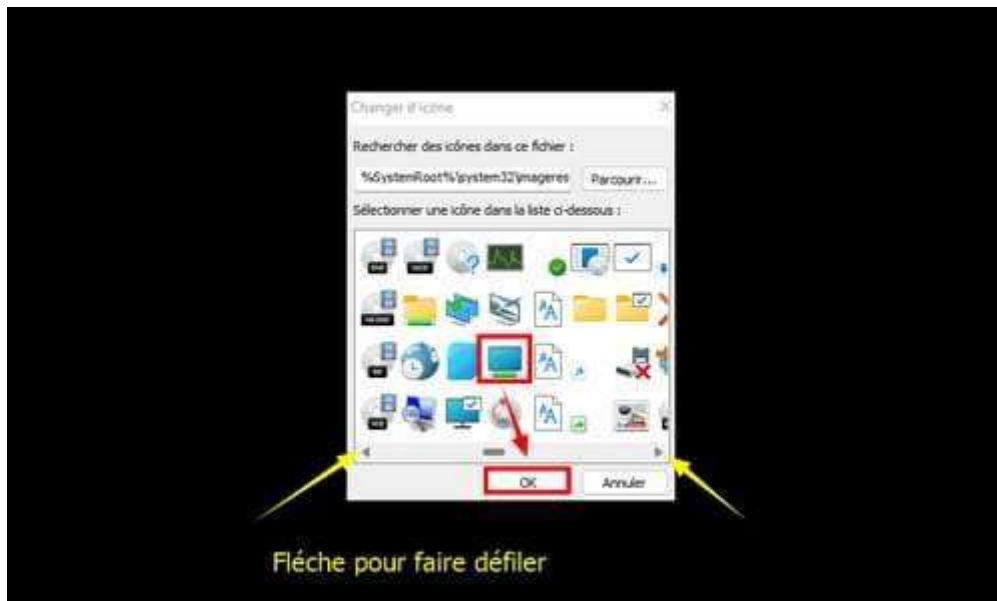 Changer d'icône
Rechercher des icônes dans ce fichier :
%SystemRoot%\system32\imageres
Parcourir...
Sélectionner une icône dans la liste ci-dessous :
OK
Annuler
Fléche pour faire défiler